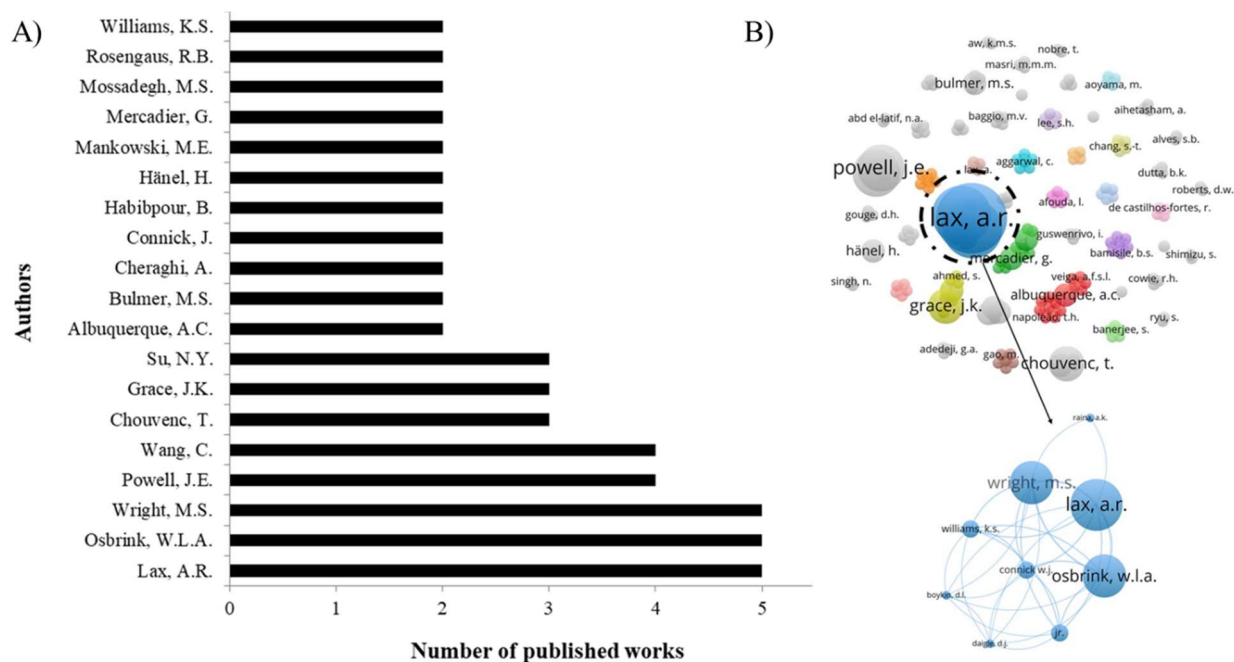 A)
Williams, K.S.
Rosengaus, R.B.
Mossadegh, M.S.
Mercadier, G.
Mankowski, M.E.
Hänel, H.
Habibpour, B.
Connick, J.
Cheraghi, A.
Bulmer, M.S.
Albuquerque, A.C.
Su, N.Y.
Grace, J.K.
Chouvenc, T.
Wang, C.
Powell, J.E.
Wright, M.S.
Osbrink, W.L.A.
Lax, A.R.
Authors
0 1 2 3 4 5
Number of published works
B)
aw, k.m.s.
nobre, t.
masri, m.m.m.
bulmer, m.s.
aoyama, m.
aihetasham, a.
abd el-latif, n.a.
baggio, m.v.
lee, s.h.
alves, s.b.
chang, s.-t.
powell, j.e.
aggarwal, c.
dutta, b.k.
roberts, d.w.
afouda, l.
de castilhos-fortes, r.
gouge, d.h.
lax, a.r.
guswenrivo, i.
hänel, h.
mercadier, g.
bamisile, b.s.
shimizu, s.
singh, n.
ahmed, s.
veiga, a.f.s.l.
cowie, r.h.
grace, j.k.
albuquerque, a.c.
napoleão, t.h.
ryu, s.
banerjee, s.
adedeji, g.a.
gao, m.
chouvenc, t.
raina, a.k.
wright, m.s.
lax, a.r.
williams, k.s.
connick w.j.
osbrink, w.l.a.
boykin, d.l.
jr.
daigle, d.j.